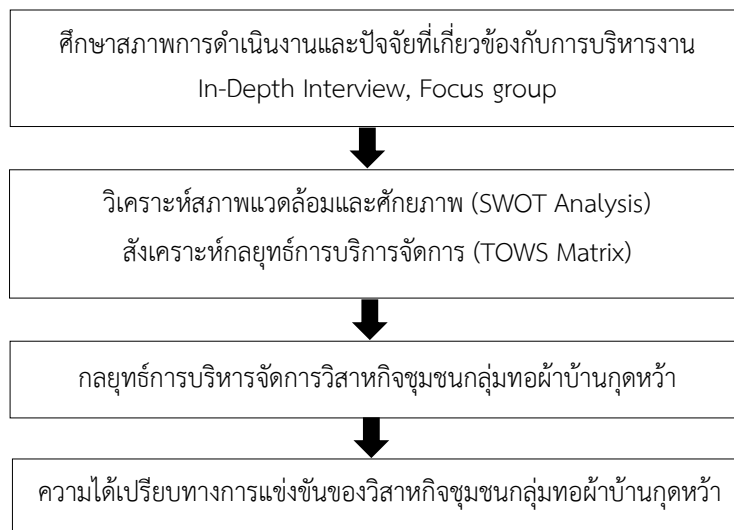 ศึกษาสภาพการดำเนินงานและปัจจัยที่เกี่ยวข้องกับการบริหารงาน
In-Depth Interview, Focus group
วิเคราะห์สภาพแวดล้อมและศักยภาพ (SWOT Analysis)
สังเคราะห์กลยุทธ์การบริการจัดการ (TOWS Matrix)
กลยุทธ์การบริหารจัดการวิสาหกิจชุมชนกลุ่มทอผ้าบ้านกุดหว้า
ความได้เปรียบทางการแข่งขันของวิสาหกิจชุมชนกลุ่มทอผ้าบ้านกุดหว้า